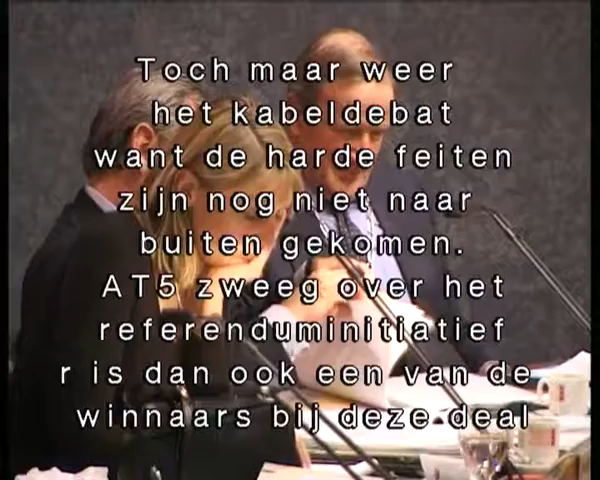 Toch maar weer
het kabeldebat
want de harde feiten
zijn nog niet naar
buiten gekomen.
AT5 zweeg over het
referenduminitiatief
r is dan ook een van de
winnaars bij deze deal